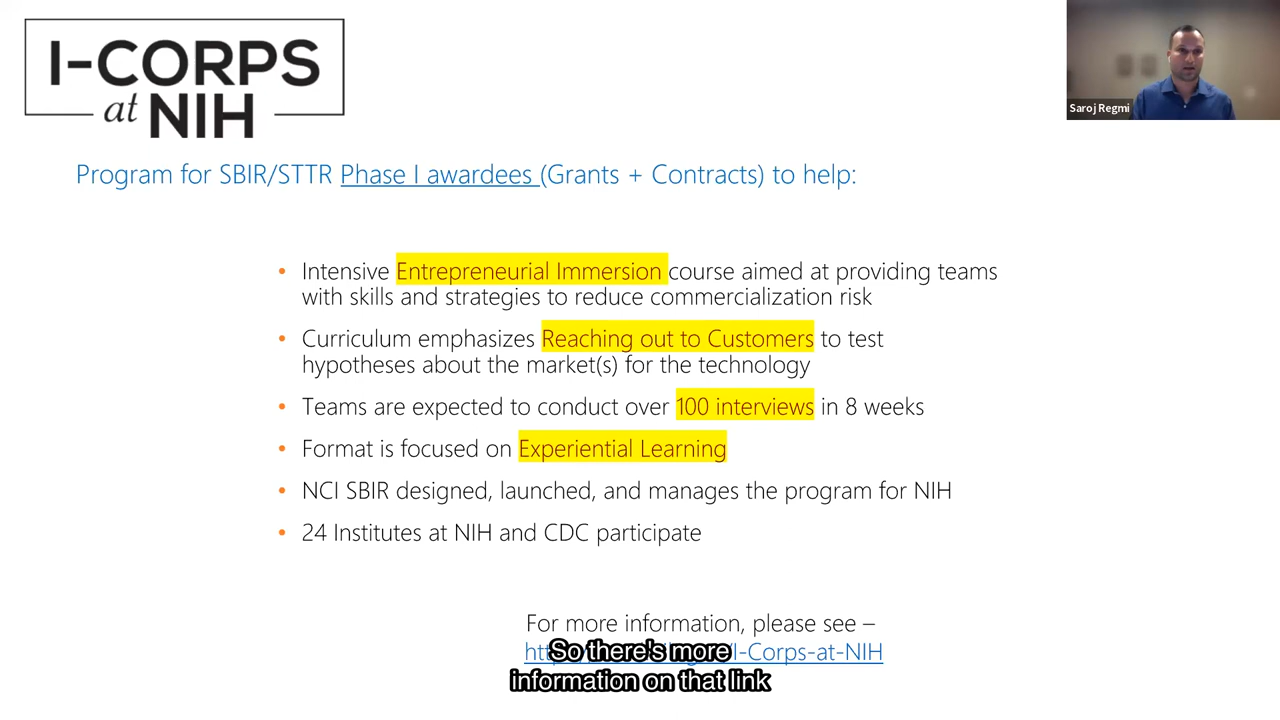 I-CORPS
at NIH
Saroj Regmi
Program for SBIR/STTR Phase I awardees (Grants + Contracts) to help:
• Intensive Entrepreneurial Immersion course aimed at providing teams
with skills and strategies to reduce commercialization risk
• Curriculum emphasizes Reaching out to Customers to test
hypotheses about the market(s) for the technology
• Teams are expected to conduct over 100 interviews in 8 weeks
• Format is focused on Experiential Learning
• NCI SBIR designed, launched, and manages the program for NIH
• 24 Institutes at NIH and CDC participate
For more information, please see –
/I-Corps-at-NIH
So there's more
information on that link